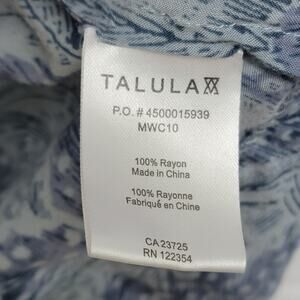 TALULA
P.O. # 4500015939
MWC10
100% Rayon
Made in China
100% Rayonne
Fabriqué en Chine
CA 23725
RN 122354